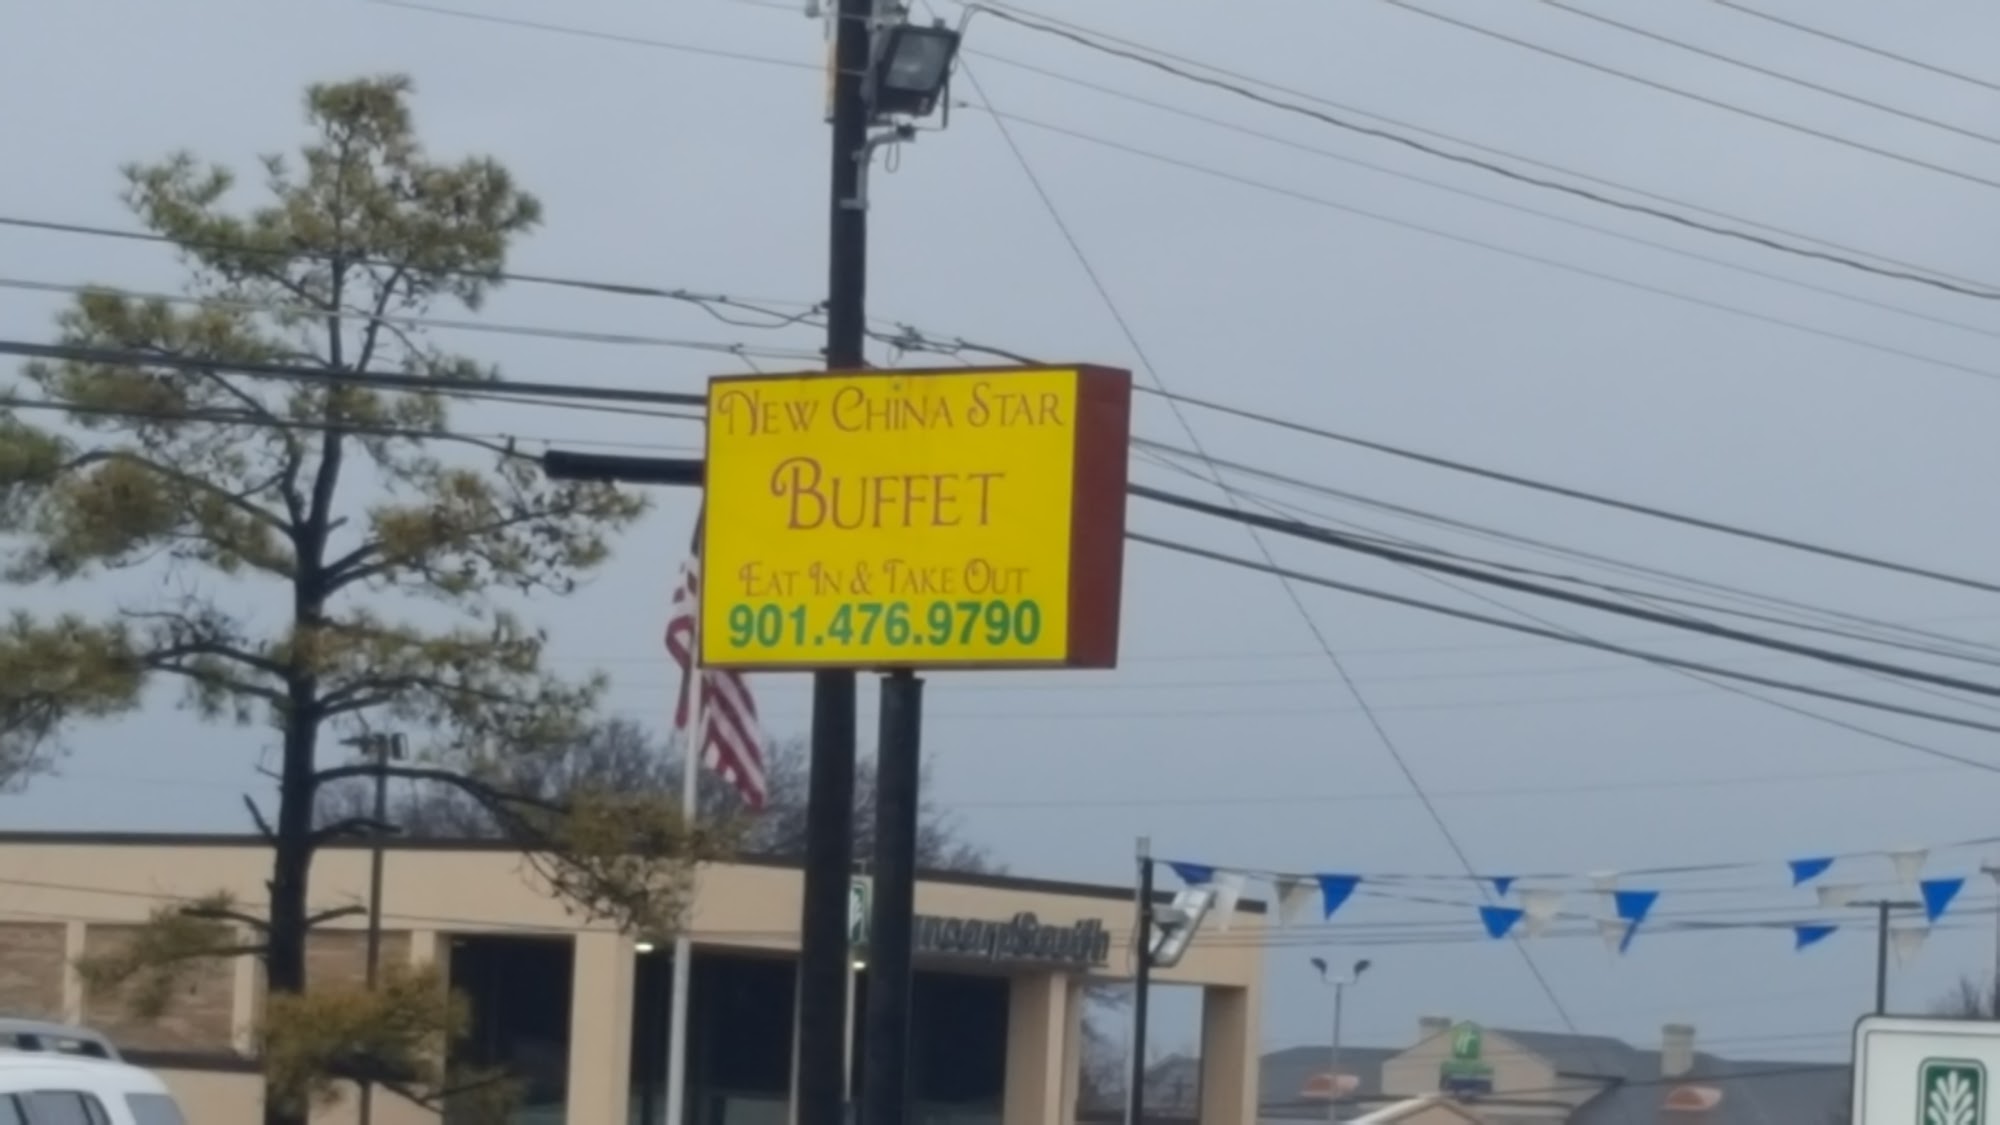 New China Star
Buffet
Eat In & Take Out
901.476.9790